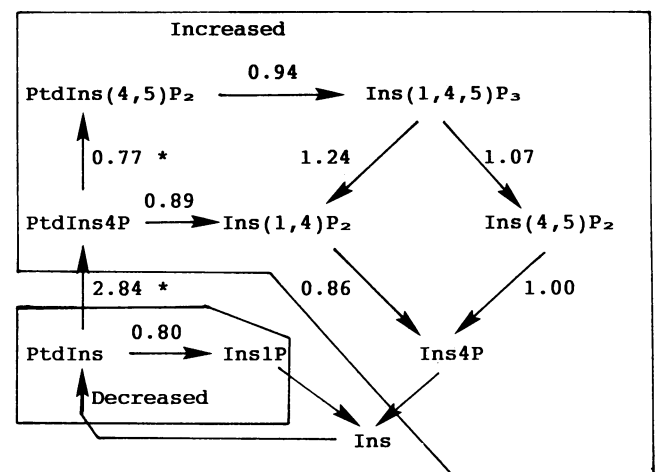 Increased
0.94
PtdIns(4,5)P₂ Ins(1,4,5)P₃
0.77 * 1.24 1.07
0.89
PtdIns4P Ins(1,4)P₂ Ins(4,5)P₂
2.84 * 0.86 1.00
0.80
PtdIns Ins1P Ins4P
Decreased
Ins